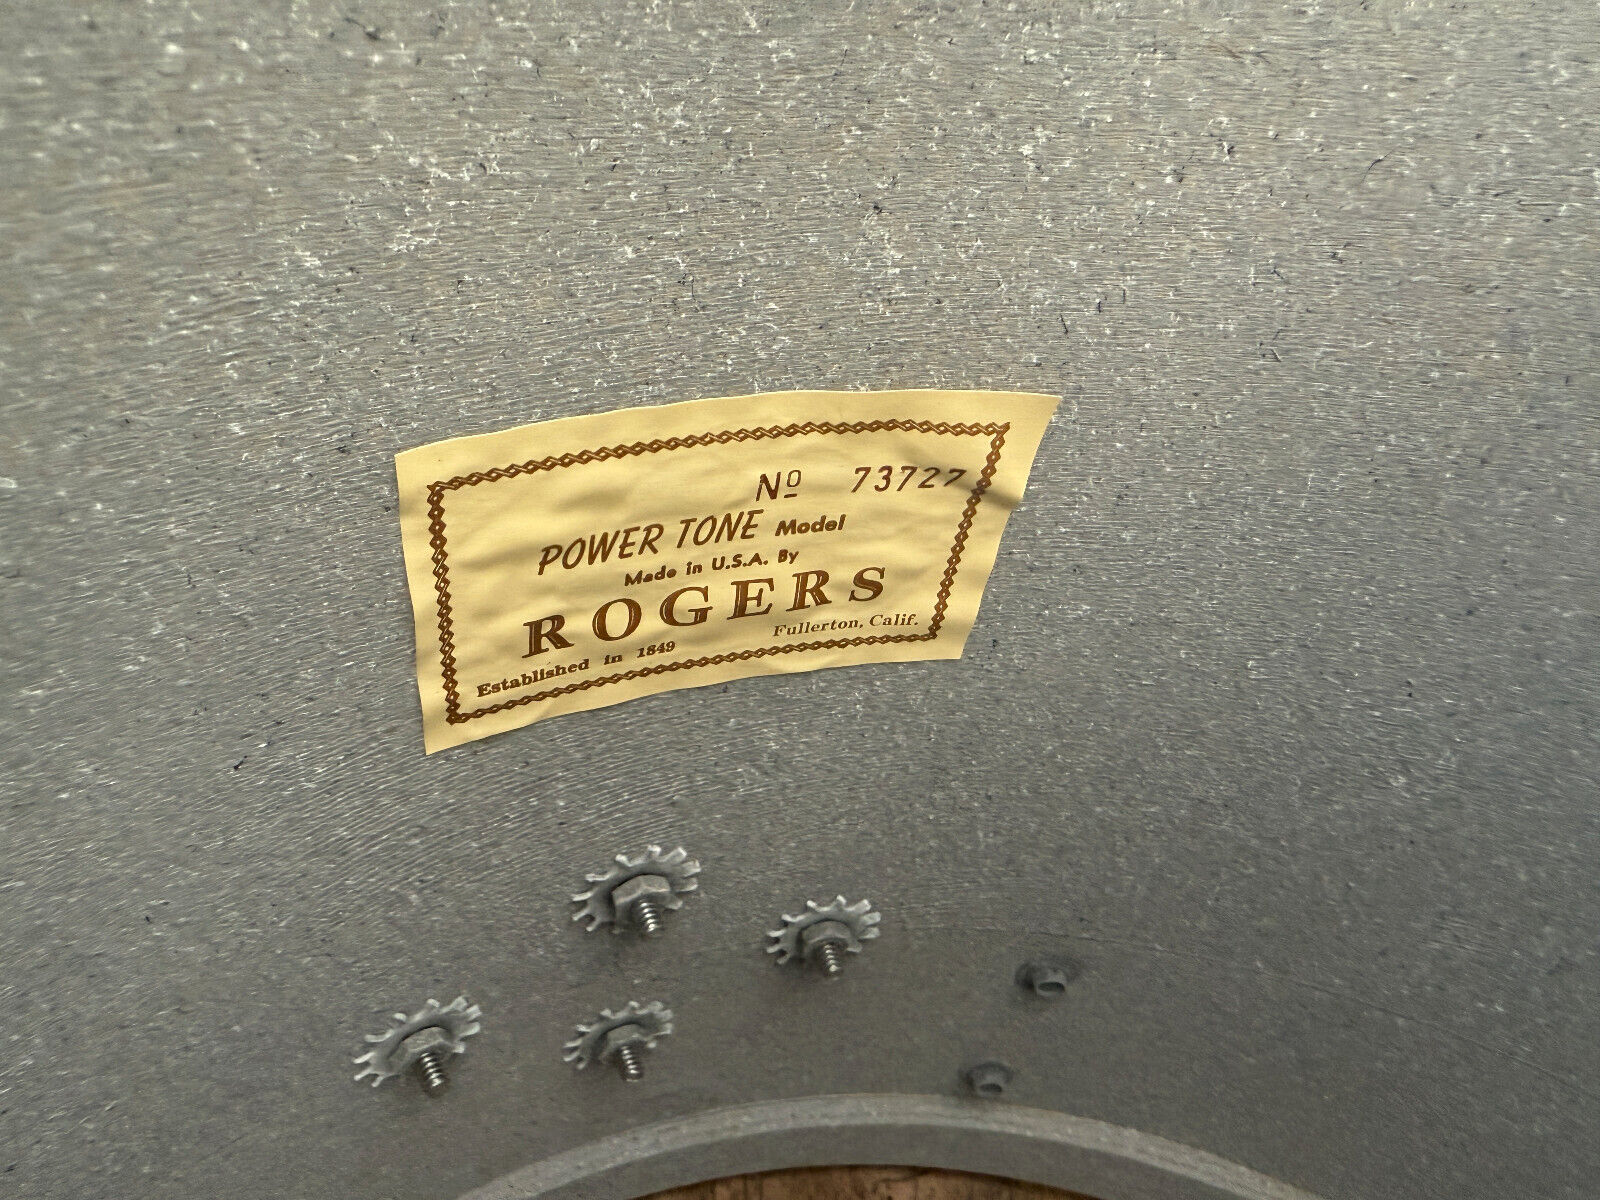 Nº 73727
POWER TONE Model
Made in U.S.A. By
ROGERS
Established in 1849 Fullerton, Calif.